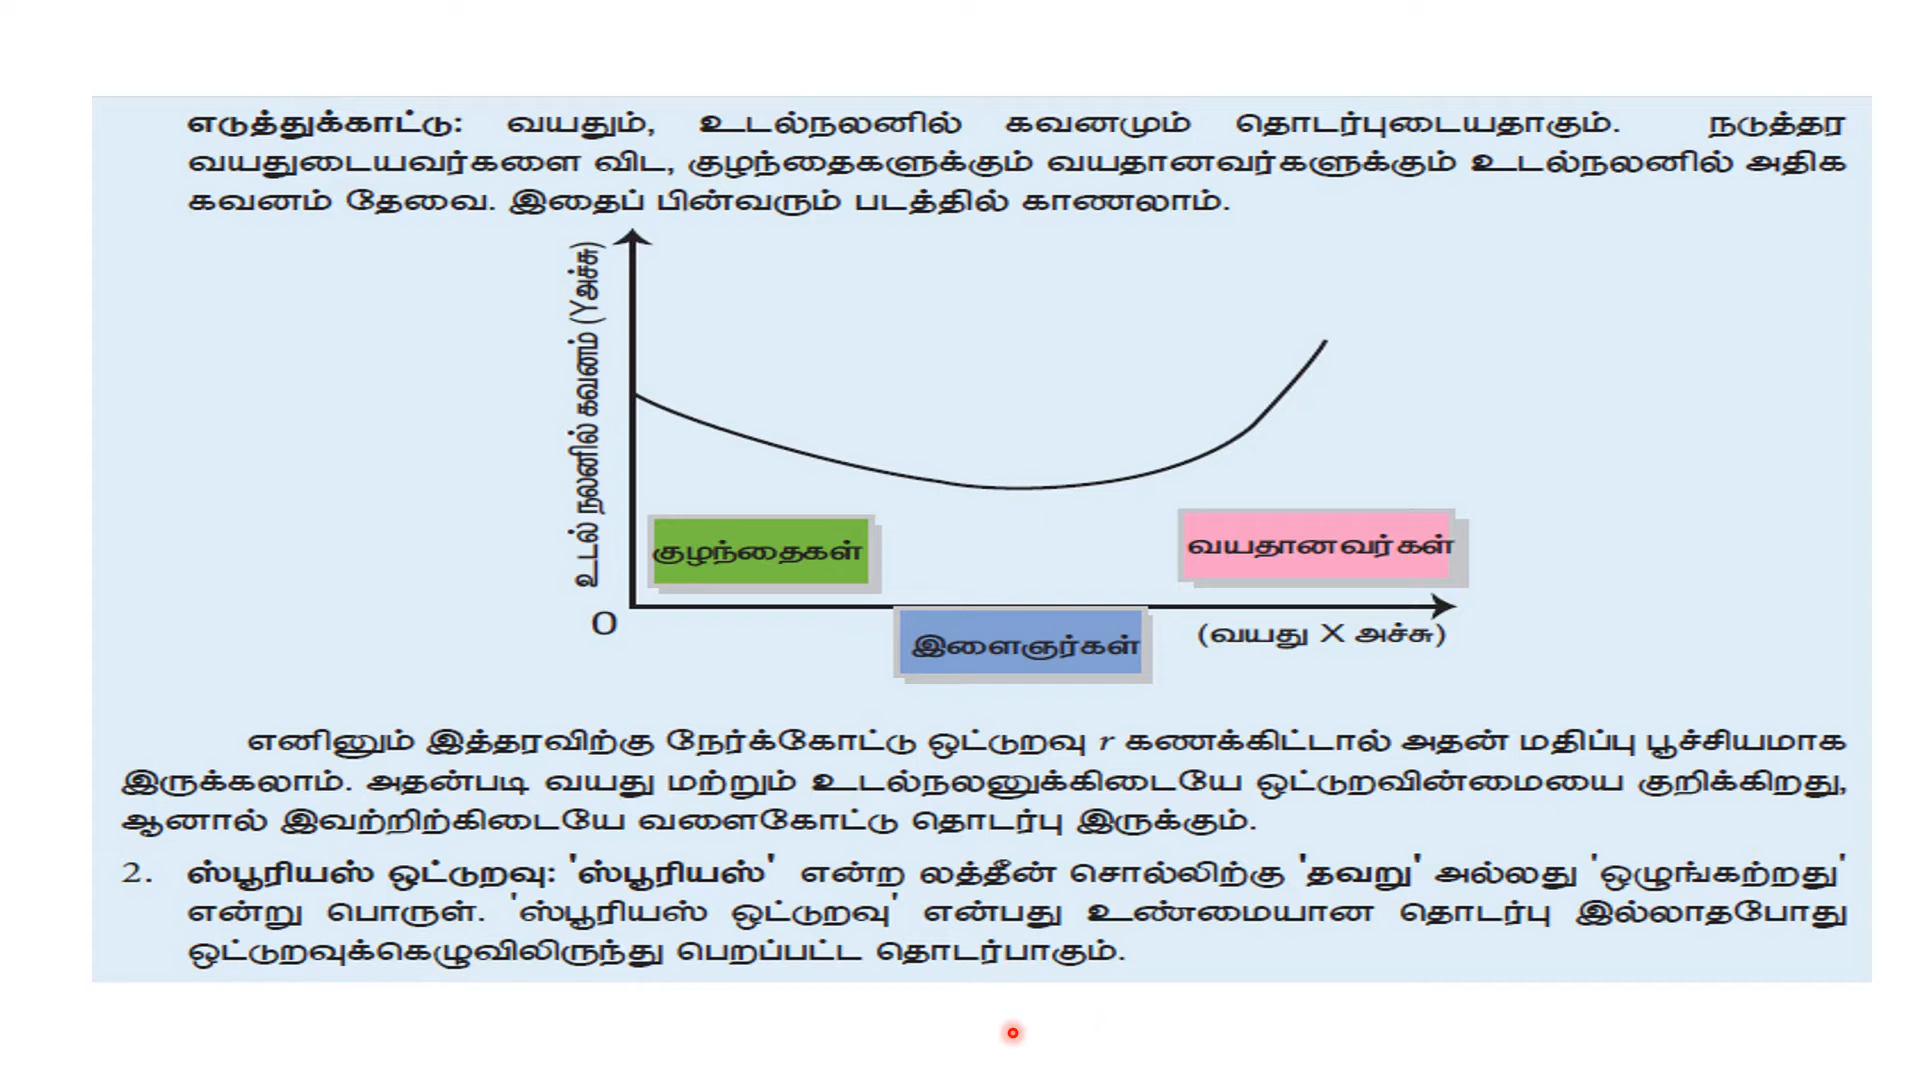 எடுத்துக்காட்டு: வயதும், உடல்நலனில் கவனமும் தொடர்புடையதாகும். நடுத்தர
வயதுடையவர்களை விட, குழந்தைகளுக்கும் வயதானவர்களுக்கும் உடல்நலனில் அதிக
கவனம் தேவை. இதைப் பின்வரும் படத்தில் காணலாம்.
உடல் நலனில் கவனம் (Yஅச்சு)
குழந்தைகள்
வயதானவர்கள்
O
இளைஞர்கள்
(வயது X அச்சு)
எனினும் இத்தரவிற்கு நேர்க்கோட்டு ஒட்டுறவு r கணக்கிட்டால் அதன் மதிப்பு பூச்சியமாக
இருக்கலாம். அதன்படி வயது மற்றும் உடல்நலனுக்கிடையே ஒட்டுறவின்மையை குறிக்கிறது,
ஆனால் இவற்றிற்கிடையே வளைகோட்டு தொடர்பு இருக்கும்.
2. ஸ்பூரியஸ் ஒட்டுறவு: 'ஸ்பூரியஸ்' என்ற லத்தீன் சொல்லிற்கு 'தவறு' அல்லது 'ஒழுங்கற்றது'
என்று பொருள். 'ஸ்பூரியஸ் ஒட்டுறவு' என்பது உண்மையான தொடர்பு இல்லாதபோது
ஒட்டுறவுக்கெழுவிலிருந்து பெறப்பட்ட தொடர்பாகும்.